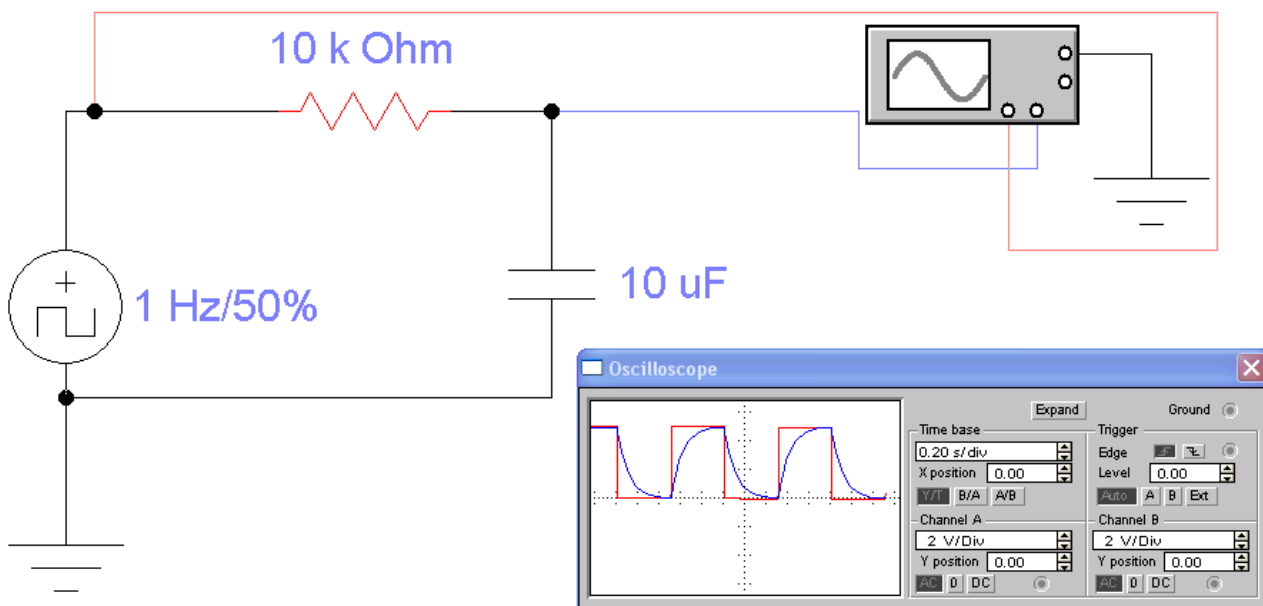 10 k Ohm
1 Hz/50%
10 uF
Oscilloscope
Expand
Ground
Time base
0.20 s/div
X position 0.00
Y/T B/A A/B
Trigger
Edge
Level 0.00
Auto A B Ext
Channel A
2 V/Div
Y position 0.00
AC 0 DC
Channel B
2 V/Div
Y position 0.00
AC 0 DC